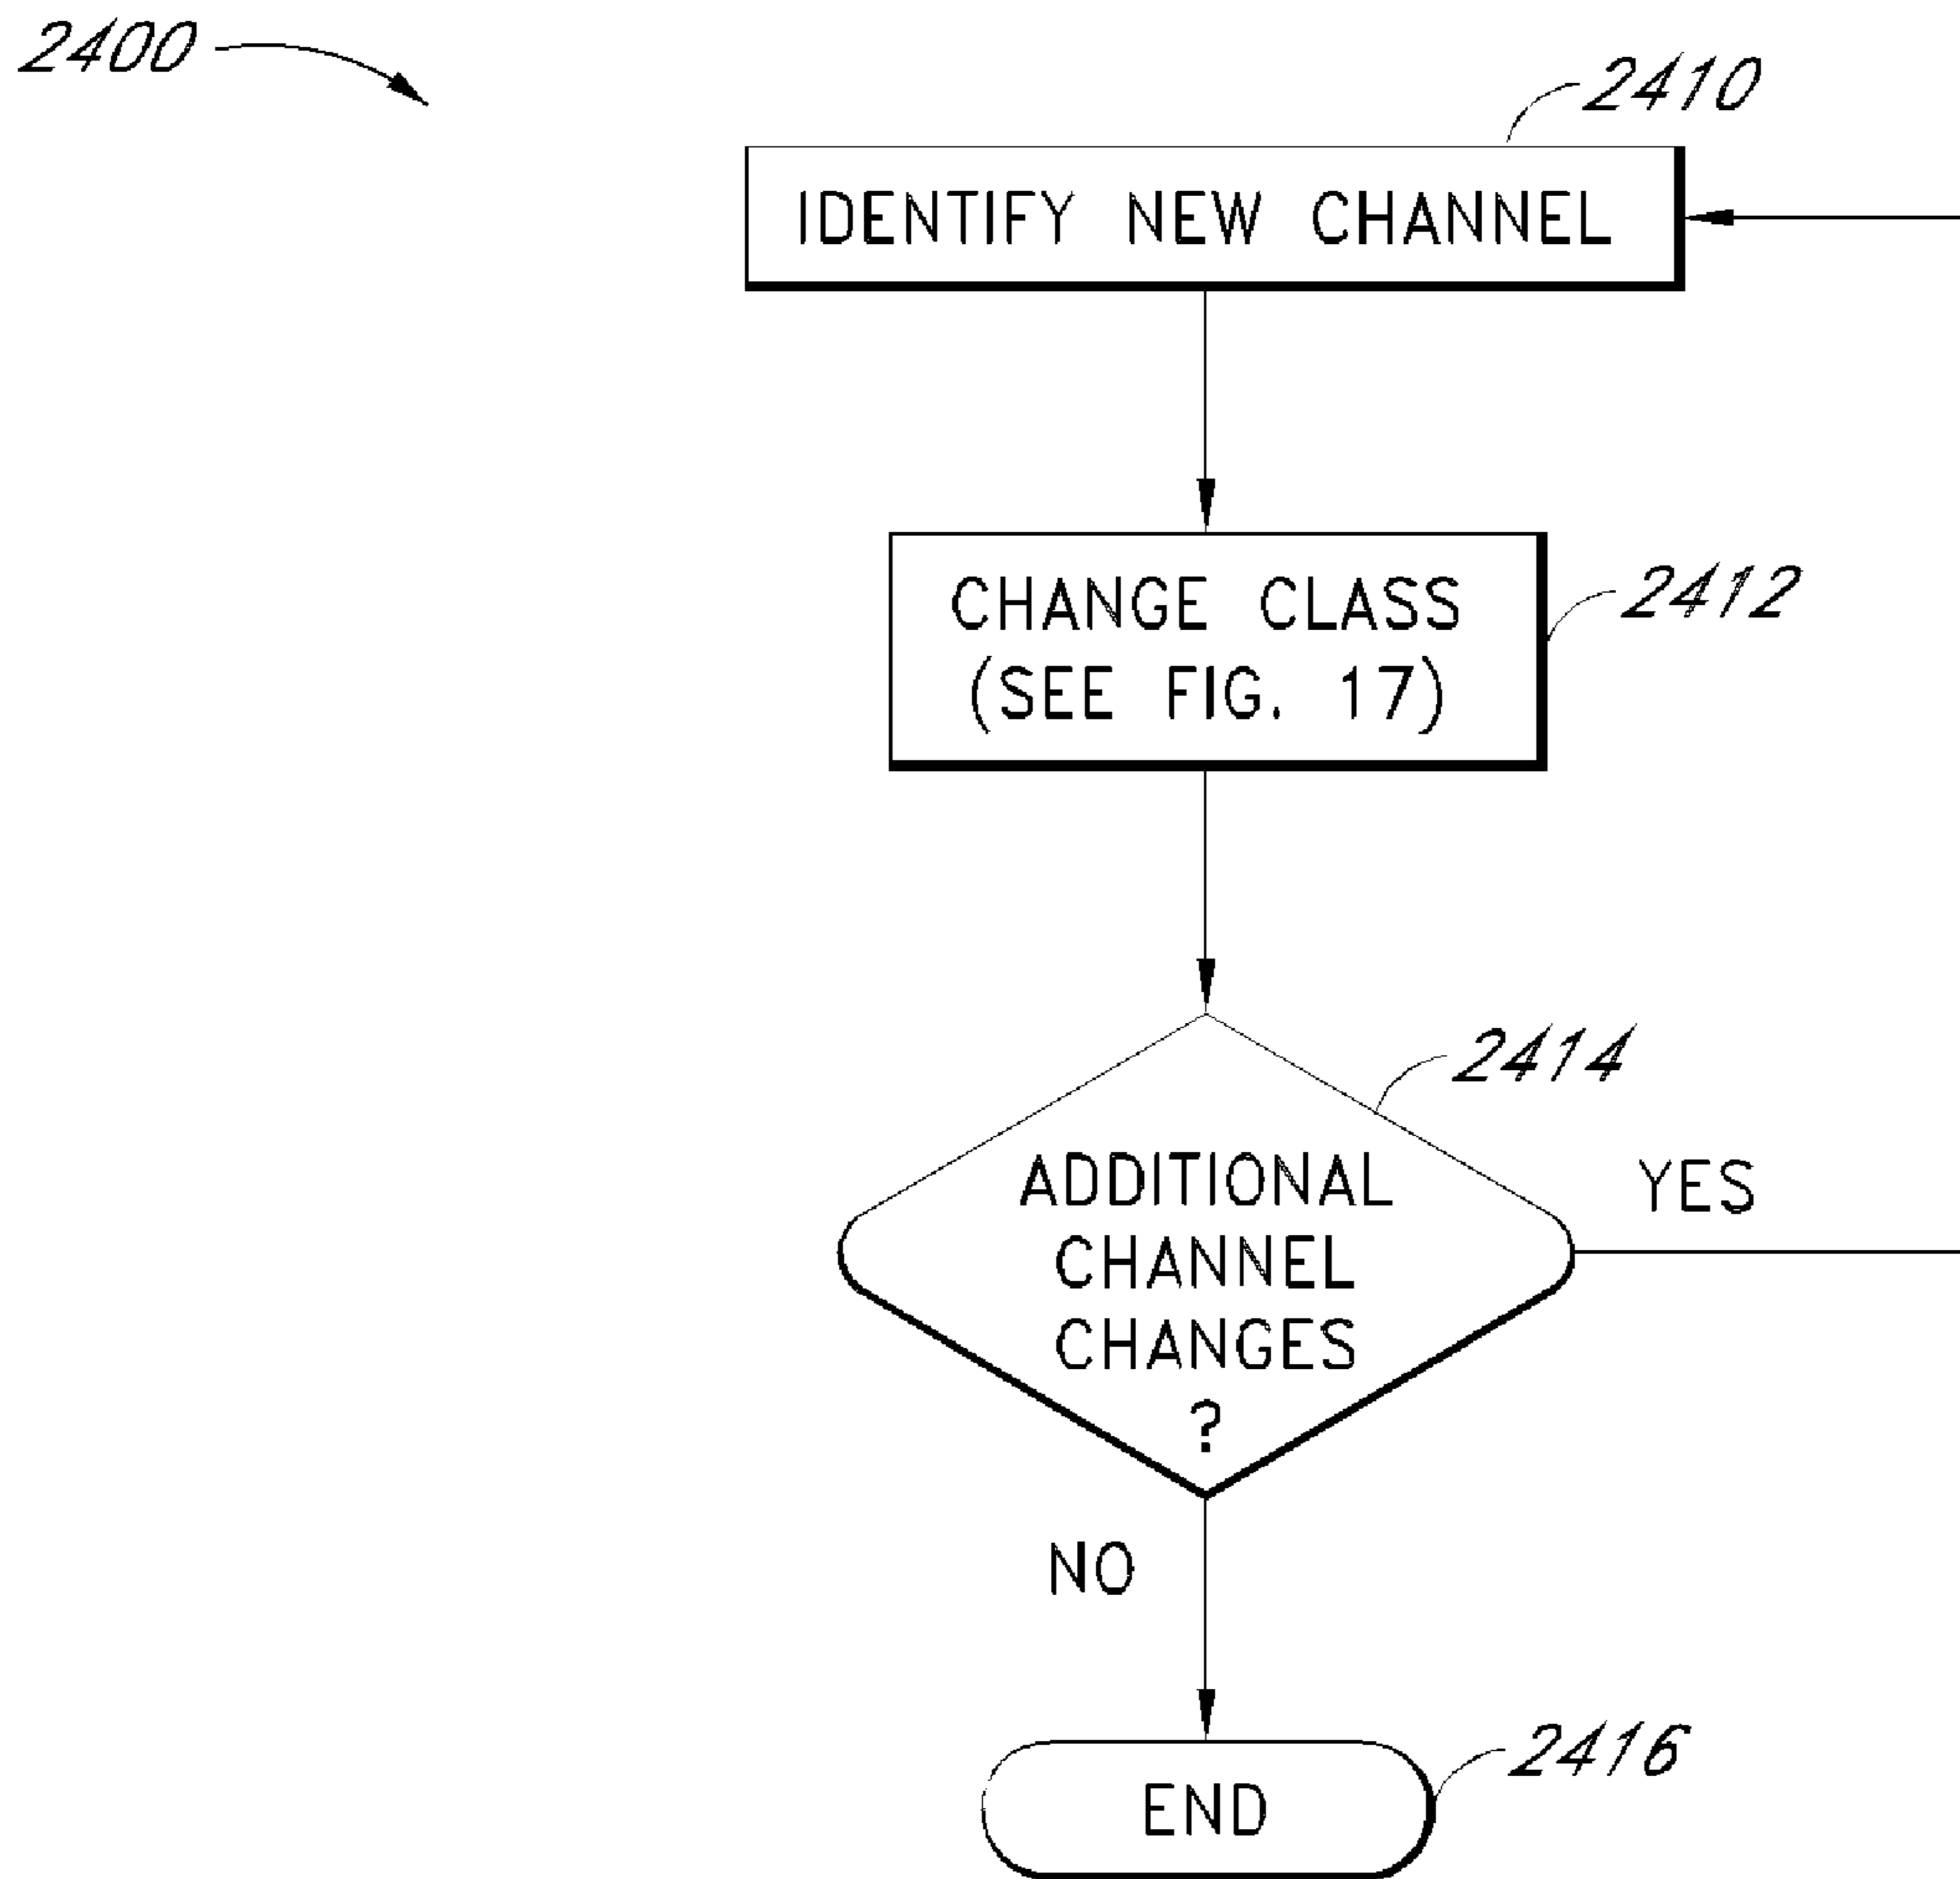 2400
2410
IDENTIFY NEW CHANNEL
CHANGE CLASS
(SEE FIG. 17)
2412
2414
ADDITIONAL
CHANNEL
CHANGES
?
YES
NO
2416
END